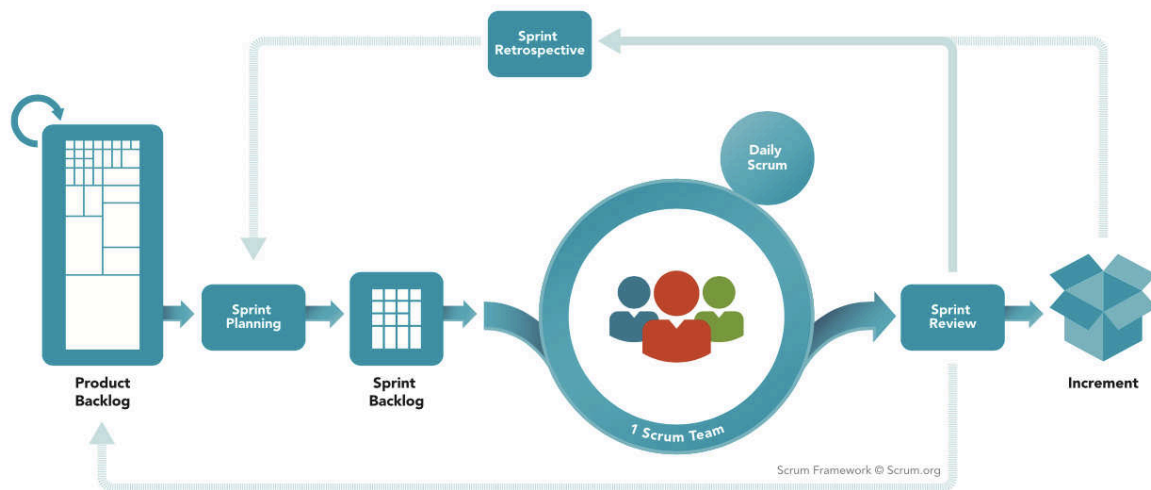 Sprint
Retrospective
Daily
Scrum
Sprint
Planning
Sprint
Review
Product
Backlog
Sprint
Backlog
Increment
1 Scrum Team
Scrum Framework © Scrum.org